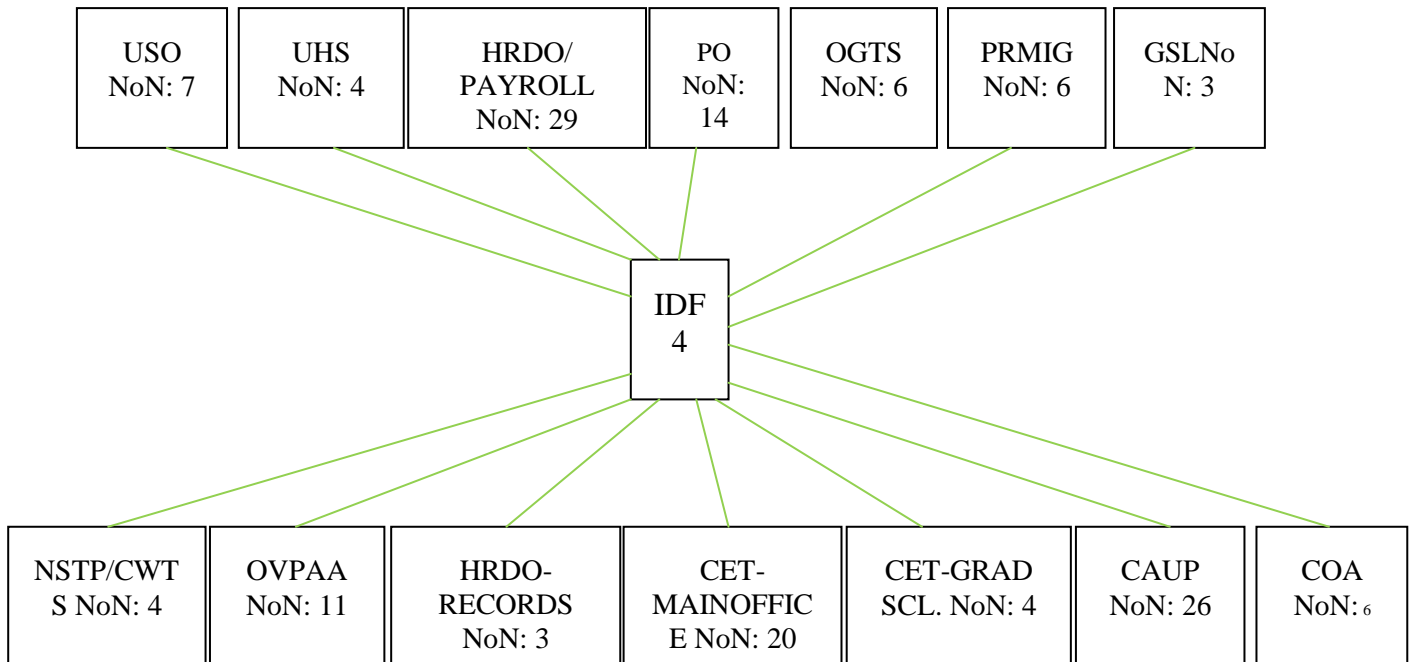 USO
NoN: 7
UHS
NoN: 4
HRDO/
PAYROLL
NoN: 29
PO
NoN:
14
OGTS
NoN: 6
PRMIG
NoN: 6
GSLNo
N: 3
IDF
4
NSTP/CWT
S NoN: 4
OVPAA
NoN: 11
HRDO-
RECORDS
NoN: 3
CET-
MAINOFFIC
E NoN: 20
CET-GRAD
SCL. NoN: 4
CAUP
NoN: 26
COA
NoN: 6